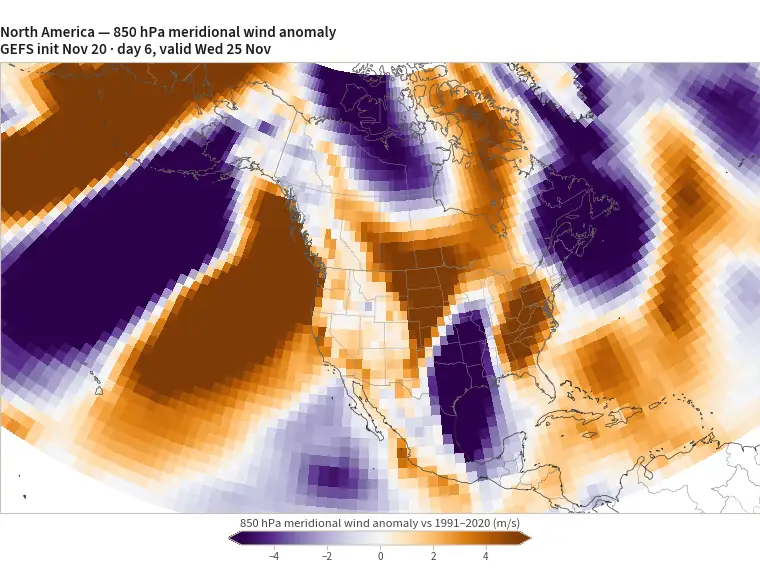 North America — 850 hPa meridional wind anomaly
GEFS init Nov 20 · day 6, valid Wed 25 Nov
850 hPa meridional wind anomaly vs 1991–2020 (m/s)
−4 −2 0 2 4